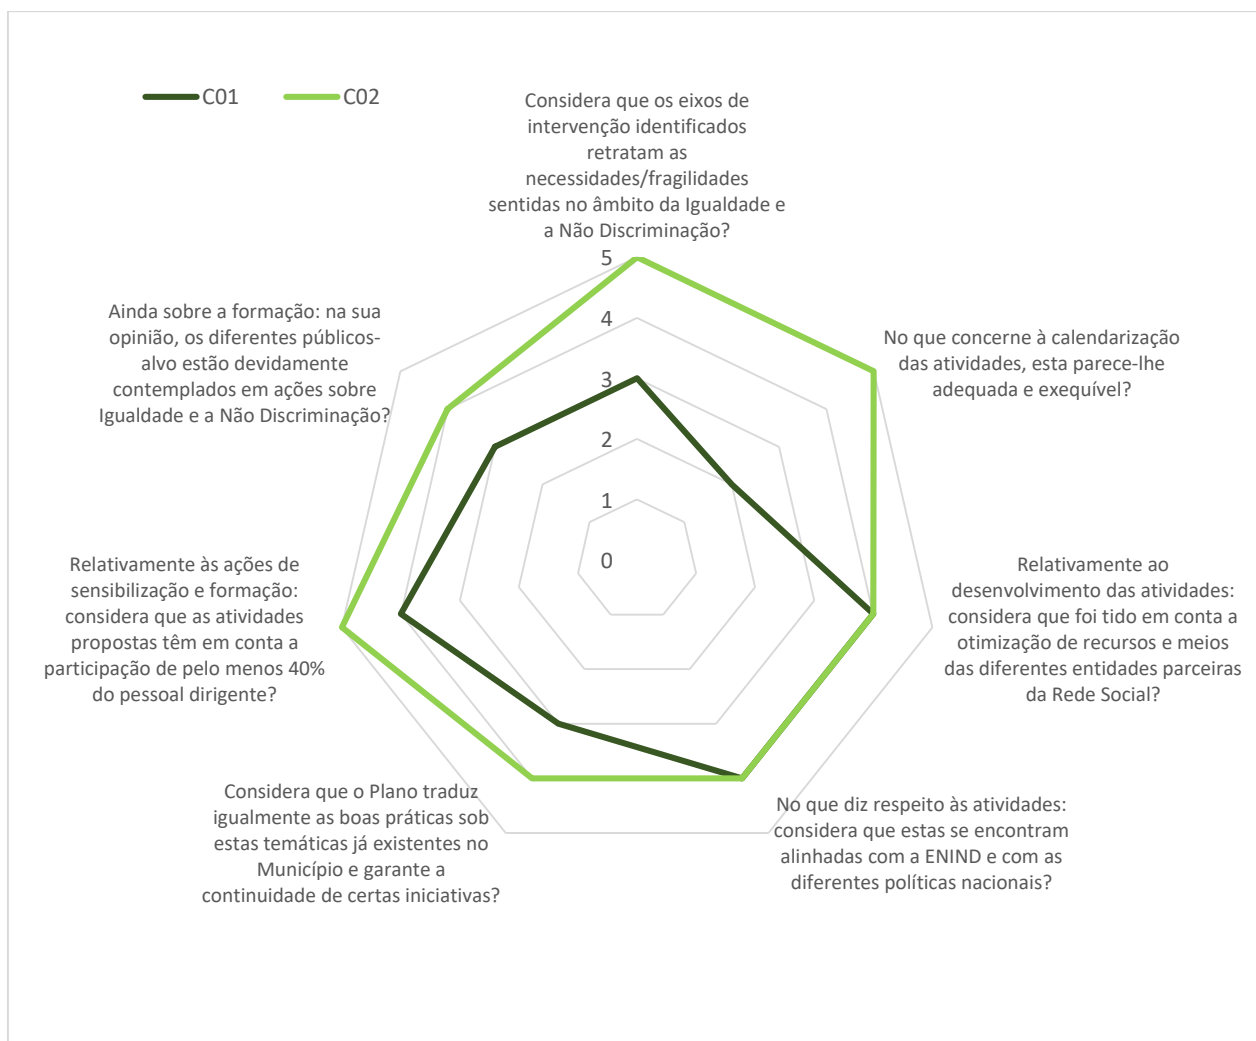 C01
C02
Considera que os eixos de
intervenção identificados
retratam as
necessidades/fragilidades
sentidas no âmbito da Igualdade e
a Não Discriminação?
No que concerne à calendarização
das atividades, esta parece-lhe
adequada e exequível?
Relativamente ao
desenvolvimento das atividades:
considera que foi tido em conta a
otimização de recursos e meios
das diferentes entidades parceiras
da Rede Social?
No que diz respeito às atividades:
considera que estas se encontram
alinhadas com a ENIND e com as
diferentes políticas nacionais?
Considera que o Plano traduz
igualmente as boas práticas sob
estas temáticas já existentes no
Município e garante a
continuidade de certas iniciativas?
Relativamente às ações de
sensibilização e formação:
considera que as atividades
propostas têm em conta a
participação de pelo menos 40%
do pessoal dirigente?
Ainda sobre a formação: na sua
opinião, os diferentes públicos-
alvo estão devidamente
contemplados em ações sobre
Igualdade e a Não Discriminação?
5
4
3
2
1
0